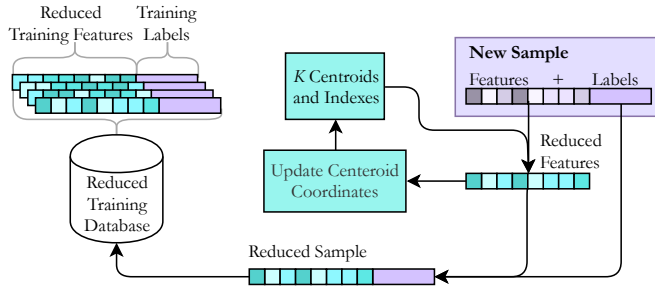 Reduced
Training Features
Training
Labels
K Centroids
and Indexes
New Sample
Features + Labels
Reduced
Features
Update Centeroid
Coordinates
Reduced
Training
Database
Reduced Sample